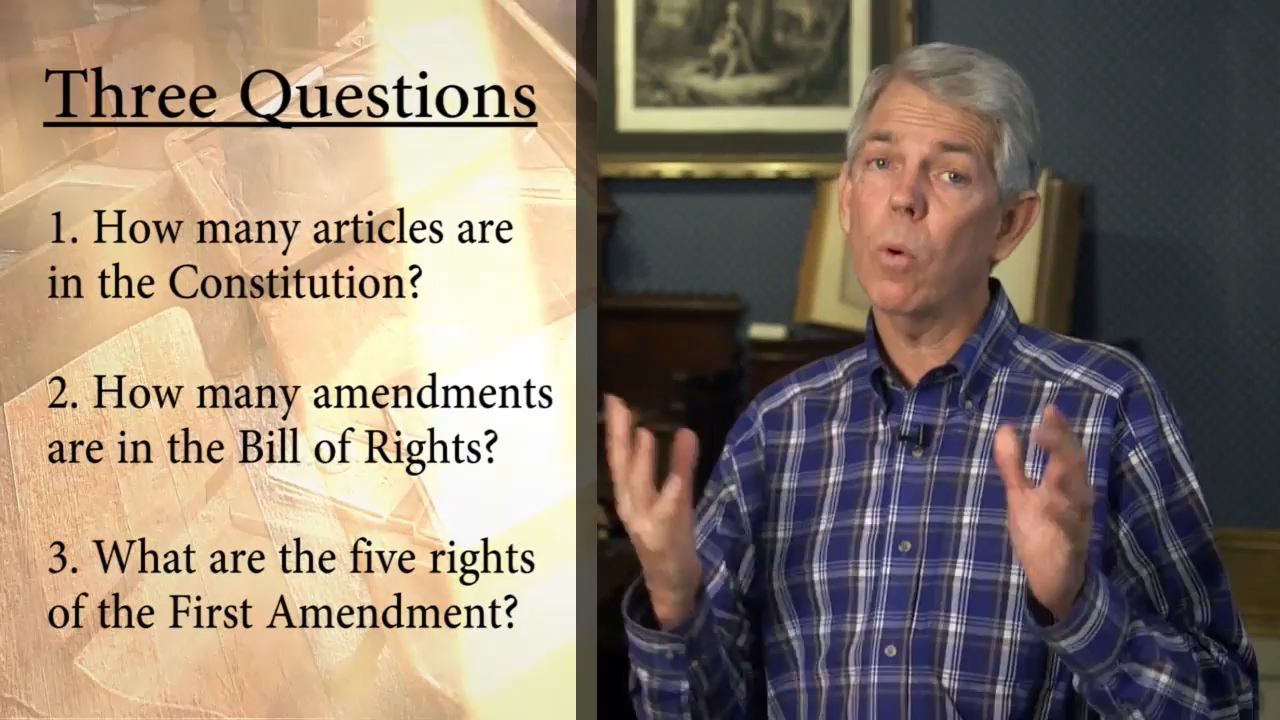 Three Questions
1. How many articles are
in the Constitution?
2. How many amendments
are in the Bill of Rights?
3. What are the five rights
of the First Amendment?